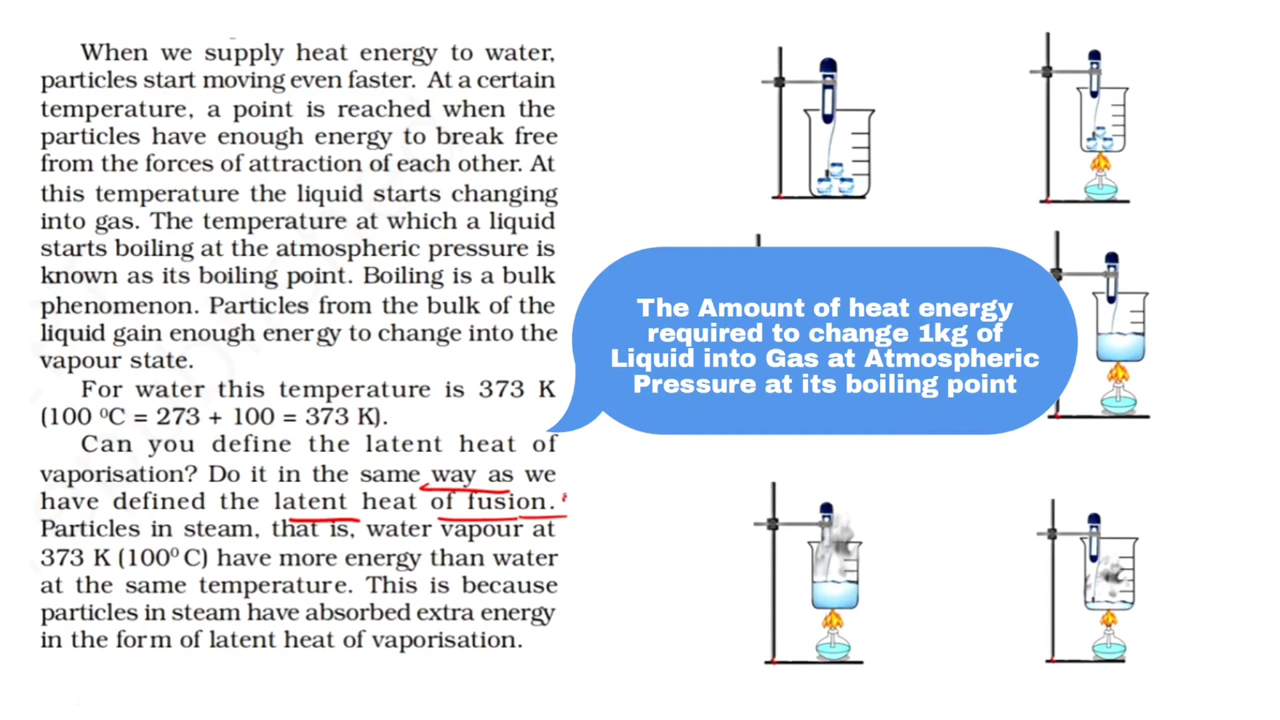 When we supply heat energy to water,
particles start moving even faster. At a certain
temperature, a point is reached when the
particles have enough energy to break free
from the forces of attraction of each other. At
this temperature the liquid starts changing
into gas. The temperature at which a liquid
starts boiling at the atmospheric pressure is
known as its boiling point. Boiling is a bulk
phenomenon. Particles from the bulk of the
liquid gain enough energy to change into the
vapour state.
For water this temperature is 373 K
(100 ⁰C = 273 + 100 = 373 K).
Can you define the latent heat of
vaporisation? Do it in the same way as we
have defined the latent heat of fusion.
Particles in steam, that is, water vapour at
373 K (100⁰ C) have more energy than water
at the same temperature. This is because
particles in steam have absorbed extra energy
in the form of latent heat of vaporisation.
The Amount of heat energy
required to change 1kg of
Liquid into Gas at Atmospheric
Pressure at its boiling point